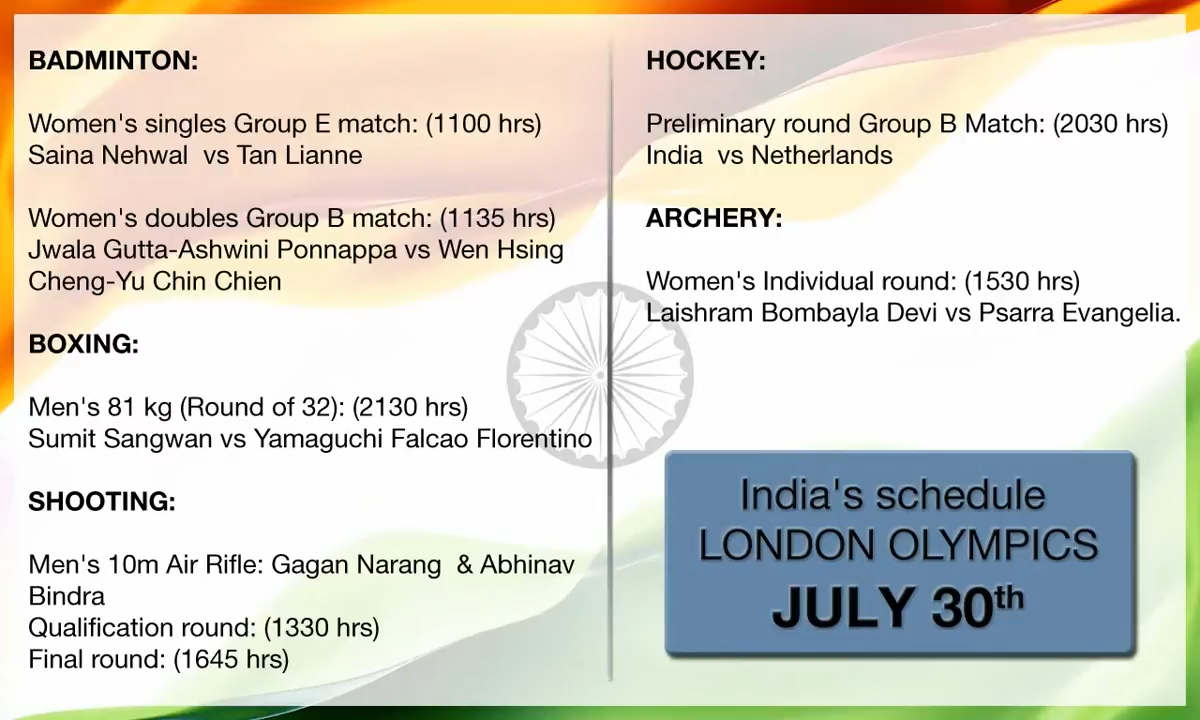 BADMINTON:
Women's singles Group E match: (1100 hrs)
Saina Nehwal  vs Tan Lianne
Women's doubles Group B match: (1135 hrs)
Jwala Gutta-Ashwini Ponnappa vs Wen Hsing
Cheng-Yu Chin Chien
BOXING:
Men's 81 kg (Round of 32): (2130 hrs)
Sumit Sangwan vs Yamaguchi Falcao Florentino
SHOOTING:
Men's 10m Air Rifle: Gagan Narang  & Abhinav
Bindra
Qualification round: (1330 hrs)
Final round: (1645 hrs)
HOCKEY:
Preliminary round Group B Match: (2030 hrs)
India  vs Netherlands
ARCHERY:
Women's Individual round: (1530 hrs)
Laishram Bombayla Devi vs Psarra Evangelia.
India's schedule
LONDON OLYMPICS
JULY 30th